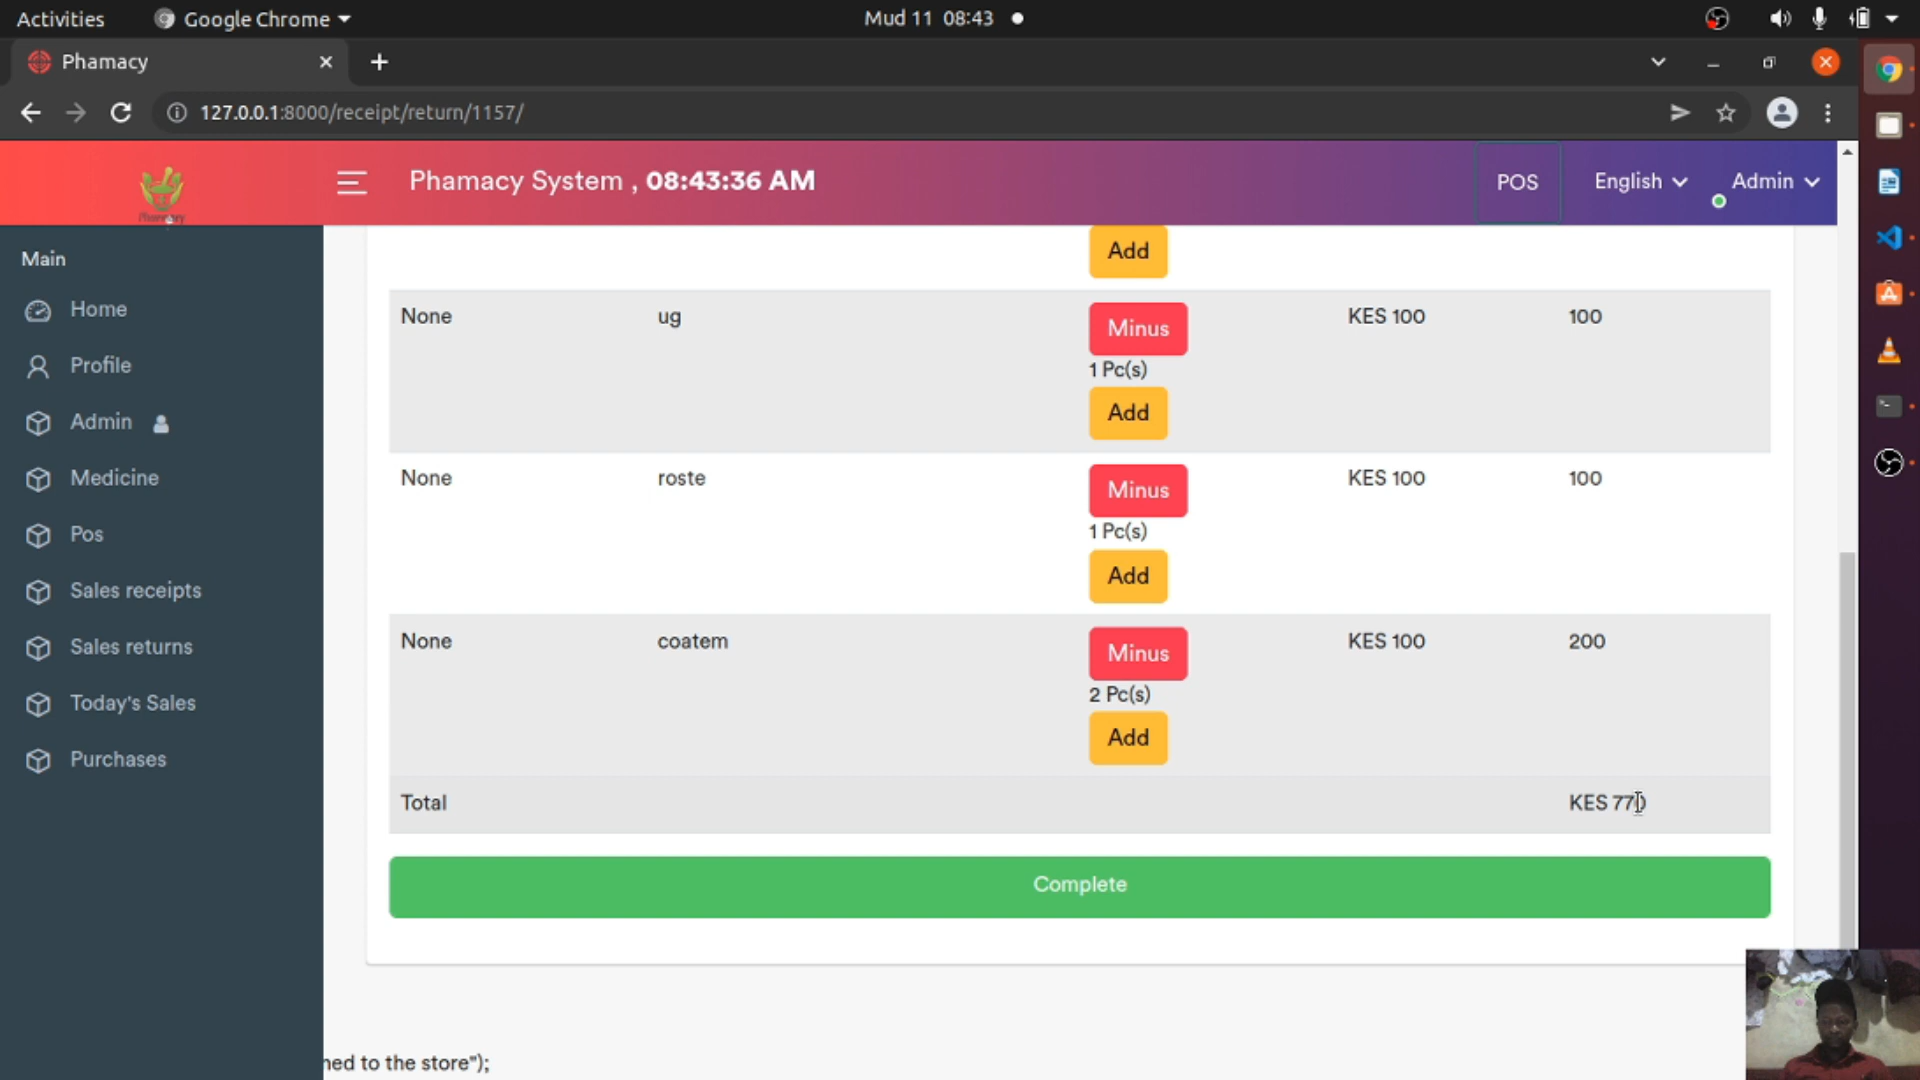 Activities Google Chrome Mud 11 08:43
Phamacy
127.0.0.1:8000/receipt/return/1157/
Phamacy System , 08:43:36 AM POS English Admin
Main
Home
Profile
Admin
Medicine
Pos
Sales receipts
Sales returns
Today's Sales
Purchases
Add
None ug Minus KES 100 100
1 Pc(s)
Add
None roste Minus KES 100 100
1 Pc(s)
Add
None coatem Minus KES 100 200
2 Pc(s)
Add
Total KES 770
Complete
ned to the store");